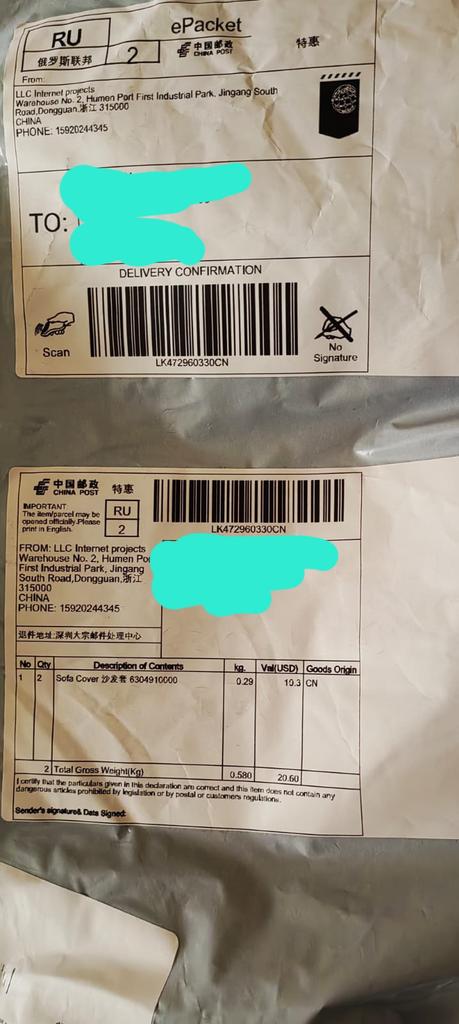 ePacket
RU
俄罗斯联邦
2
中国邮政
CHINA POST
特惠
From:
LLC Internet projects
Warehouse No. 2, Humen Port First Industrial Park, Jingang South
Road,Dongguan,浙江 315000
CHINA
PHONE: 15920244345
TO:
DELIVERY CONFIRMATION
Scan
LK472960330CN
No
Signature
中国邮政
CHINA POST
特惠
IMPORTANT:
The item/parcel may be
opened officially.Please
print in English.
RU
2
LK472960330CN
FROM: LLC Internet projects
Warehouse No. 2, Humen Po
First Industrial Park, Jingang
South Road,Dongguan,浙江
315000
CHINA
PHONE: 15920244345
退件地址:深圳大宗邮件处理中心
No Qty Description of Contents kg. Val(USD) Goods Origin
1 2 Sofa Cover 沙发套 6304910000 0.29 10.3 CN
2 Total Gross Weight(Kg) 0.580 20.60
I certify that the particulars given in this declaration are correct and this item does not contain any
dangerous articles prohibited by legislation or by postal or customers regulations.
Sender's signature& Data Signed: